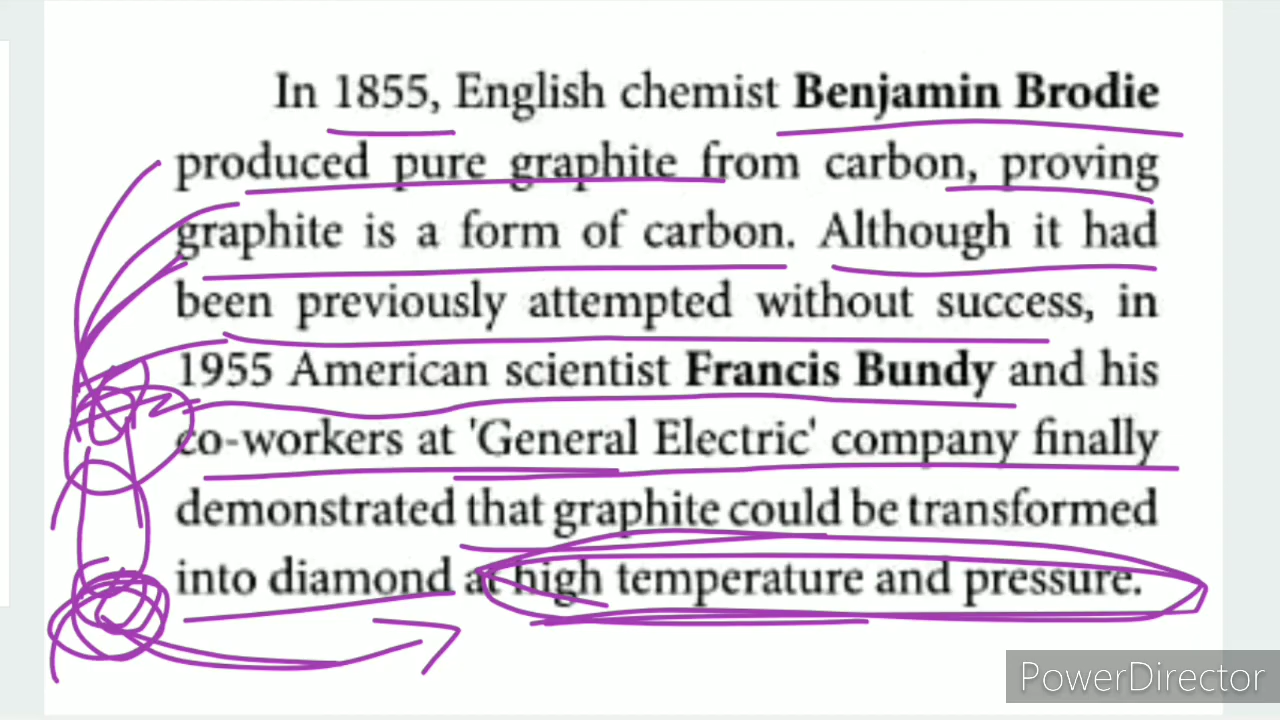 In 1855, English chemist Benjamin Brodie
produced pure graphite from carbon, proving
graphite is a form of carbon. Although it had
been previously attempted without success, in
1955 American scientist Francis Bundy and his
co-workers at 'General Electric' company finally
demonstrated that graphite could be transformed
into diamond at high temperature and pressure.
PowerDirector